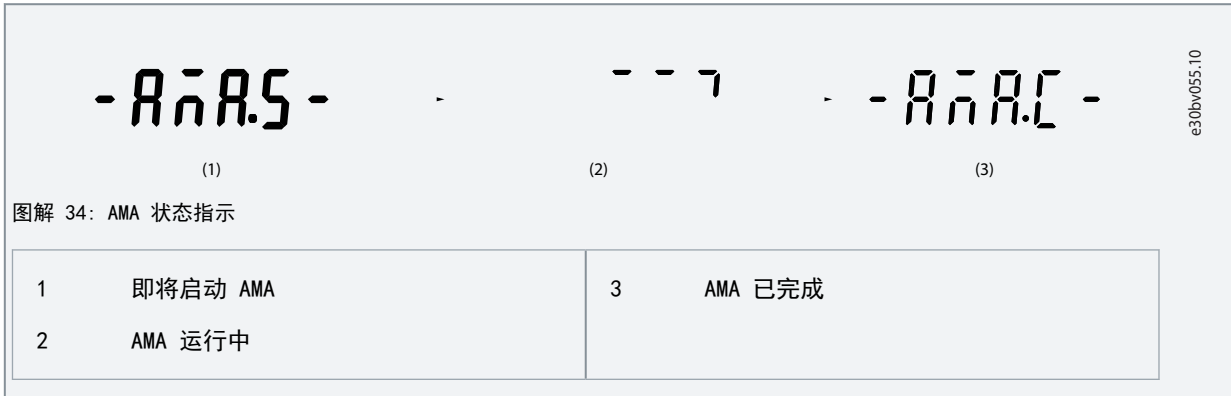 -AMA.S- ► ► -AMA.C -
(1) (2) (3)
e30bv055.10
图解 34: AMA 状态指示
1 即将启动 AMA 3 AMA 已完成
2 AMA 运行中